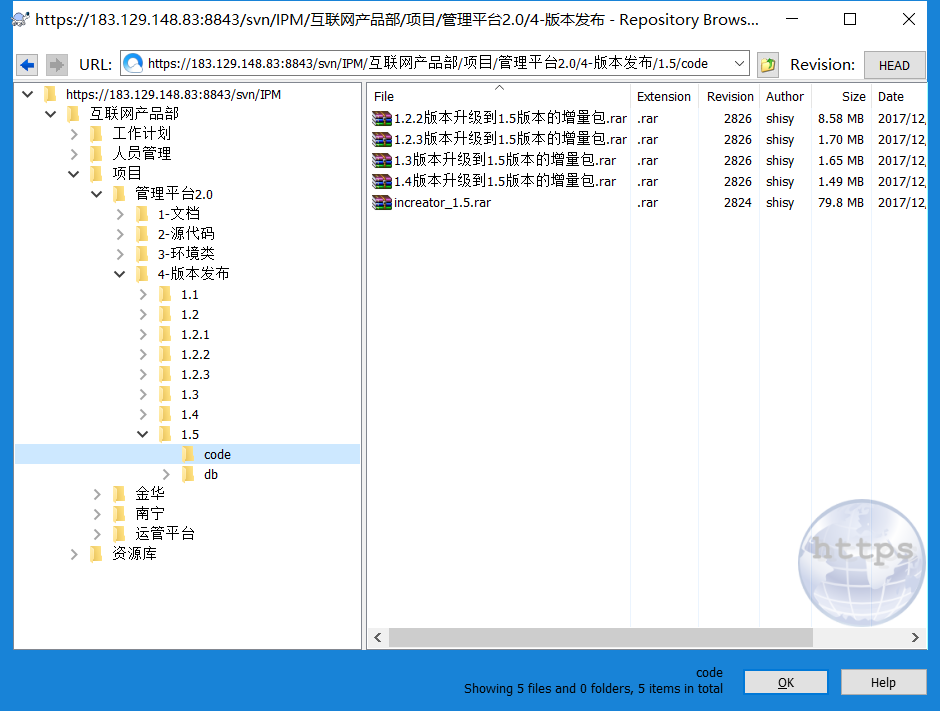 https://183.129.148.83:8843/svn/IPM/互联网产品部/项目/管理平台2.0/4-版本发布 - Repository Brows...
URL: https://183.129.148.83:8843/svn/IPM/互联网产品部/项目/管理平台2.0/4-版本发布/1.5/code Revision: HEAD
https://183.129.148.83:8843/svn/IPM
互联网产品部
工作计划
人员管理
项目
管理平台2.0
1-文档
2-源代码
3-环境类
4-版本发布
1.1
1.2
1.2.1
1.2.2
1.2.3
1.3
1.4
1.5
code
db
金华
南宁
运管平台
资源库
File Extension Revision Author Size Date
1.2.2版本升级到1.5版本的增量包.rar .rar 2826 shisy 8.58 MB 2017/12/
1.2.3版本升级到1.5版本的增量包.rar .rar 2826 shisy 1.70 MB 2017/12/
1.3版本升级到1.5版本的增量包.rar .rar 2826 shisy 1.65 MB 2017/12/
1.4版本升级到1.5版本的增量包.rar .rar 2826 shisy 1.49 MB 2017/12/
increator_1.5.rar .rar 2824 shisy 79.8 MB 2017/12/
https
code
Showing 5 files and 0 folders, 5 items in total
OK Help